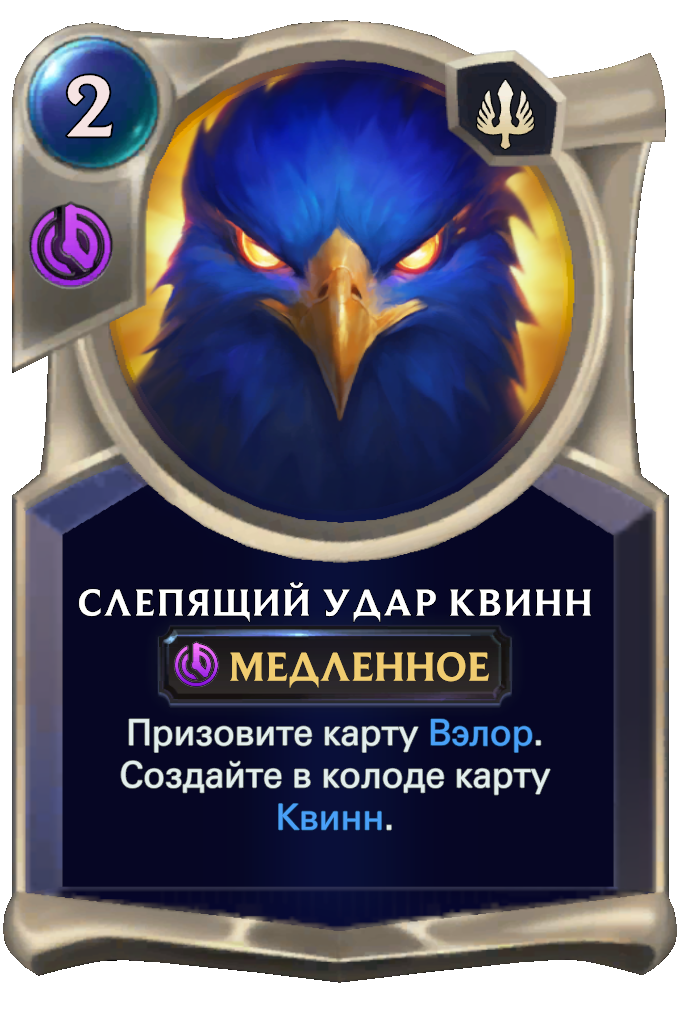 2
СЛЕПЯЩИЙ УДАР КВИНН
МЕДЛЕННОЕ
Призовите карту Вэлор.
Создайте в колоде карту
Квинн.